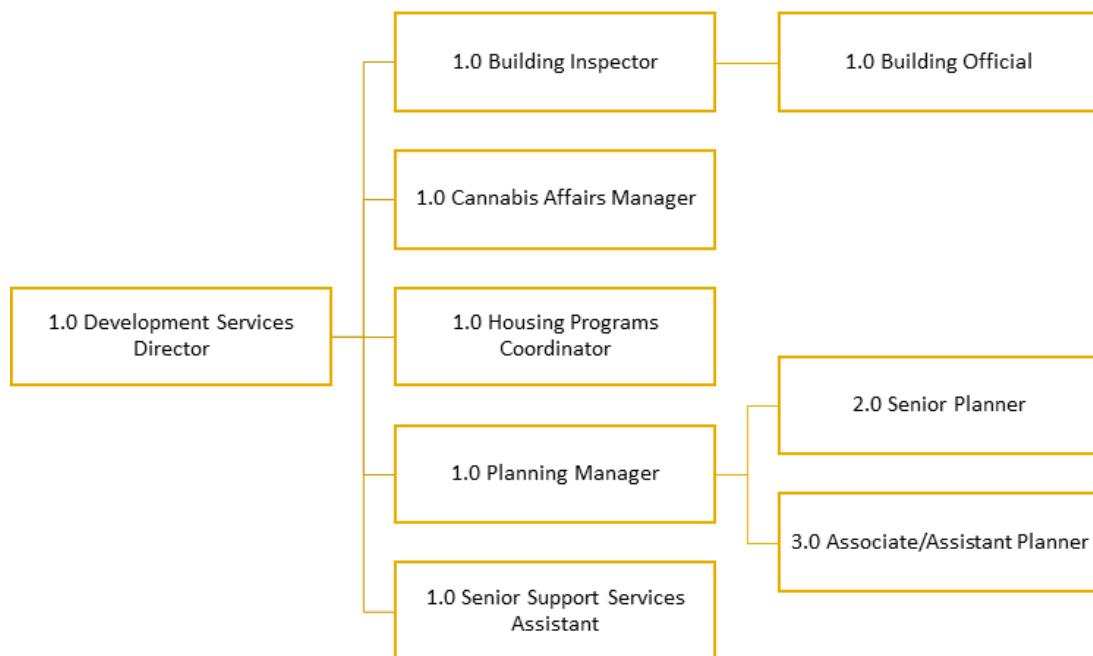 1.0 Building Inspector
1.0 Building Official
1.0 Cannabis Affairs Manager
1.0 Development Services
Director
1.0 Housing Programs
Coordinator
1.0 Planning Manager
2.0 Senior Planner
3.0 Associate/Assistant Planner
1.0 Senior Support Services
Assistant